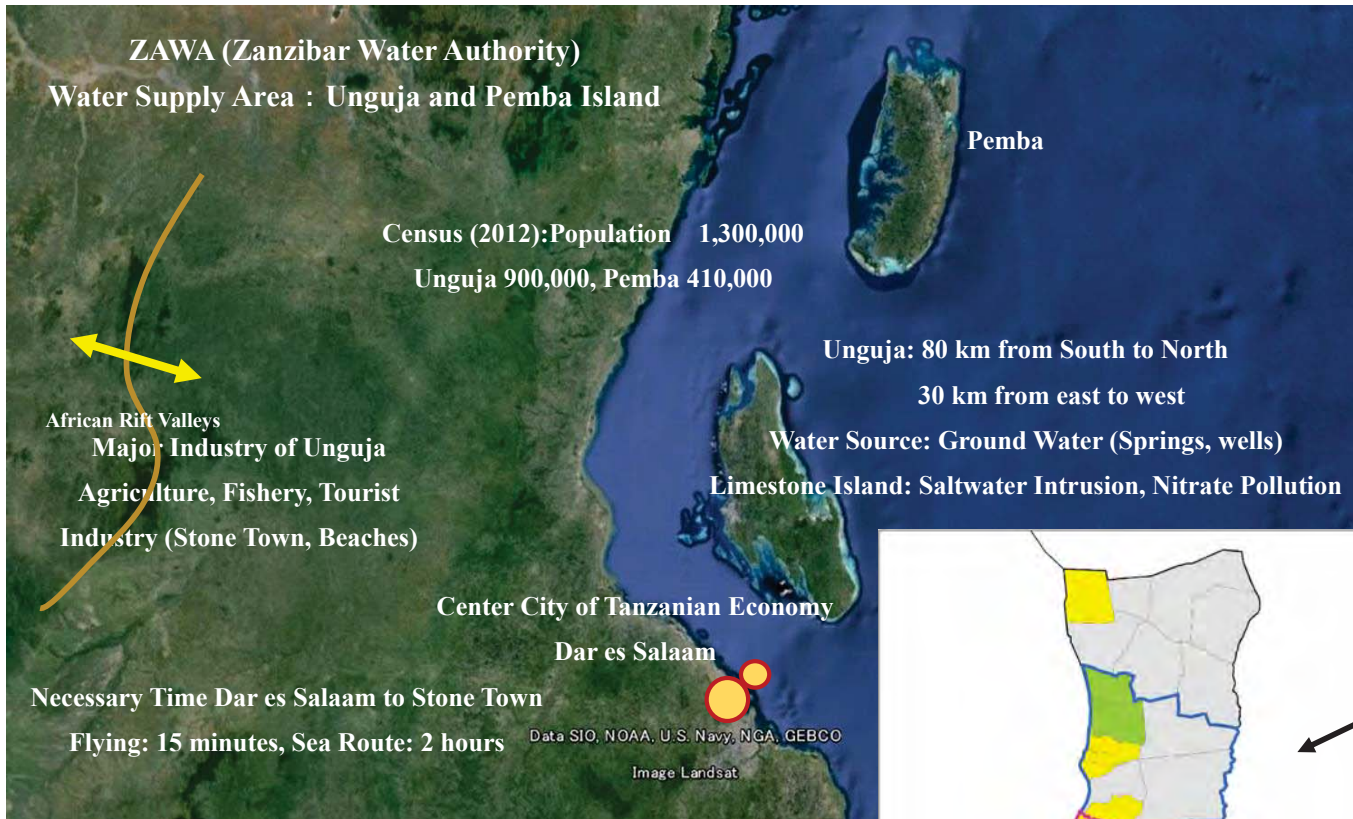 ZAWA (Zanzibar Water Authority)
Water Supply Area : Unguja and Pemba Island
Pemba
Census (2012):Population 1,300,000
Unguja 900,000, Pemba 410,000
Unguja: 80 km from South to North
30 km from east to west
Water Source: Ground Water (Springs, wells)
Limestone Island: Saltwater Intrusion, Nitrate Pollution
African Rift Valleys
Major Industry of Unguja
Agriculture, Fishery, Tourist
Industry (Stone Town, Beaches)
Center City of Tanzanian Economy
Dar es Salaam
Necessary Time Dar es Salaam to Stone Town
Flying: 15 minutes, Sea Route: 2 hours
Data SIO, NOAA, U.S. Navy, NGA, GEBCO
Image Landsat